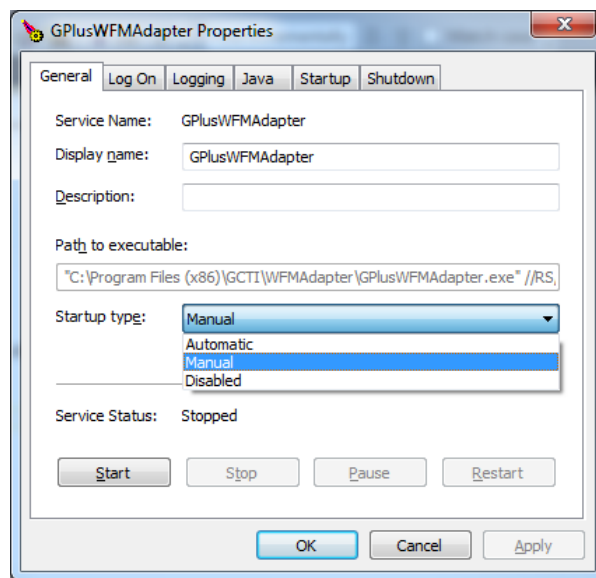 GPlusWFMAdapter Properties
General Log On Logging Java Startup Shutdown
Service Name: GPlusWFMAdapter
Display name: GPlusWFMAdapter
Description:
Path to executable:
"C:\Program Files (x86)\GCTI\WFMAdapter\GPlusWFMAdapter.exe" //RS,
Startup type: Manual
Automatic
Manual
Disabled
Service Status: Stopped
Start Stop Pause Restart
OK Cancel Apply